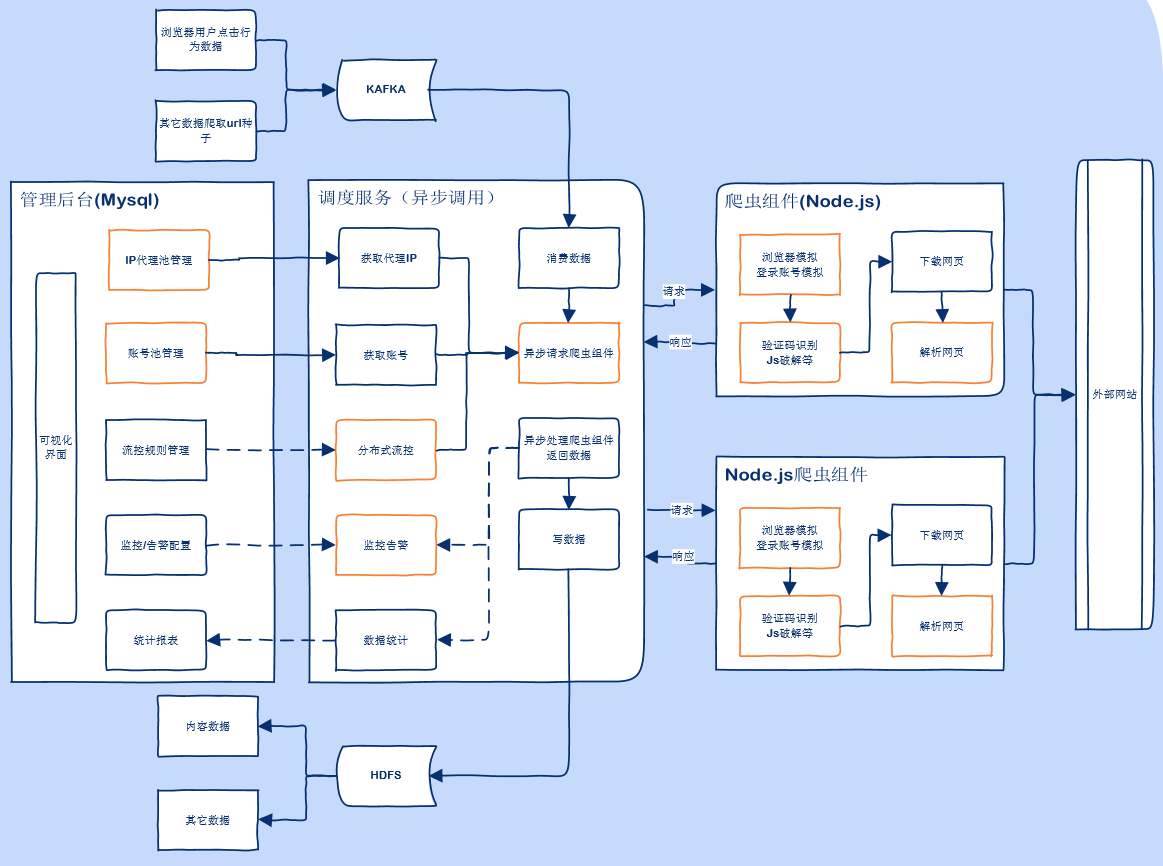 浏览器用户点击行
为数据
KAFKA
其它数据爬取url种
子
管理后台(Mysql)
IP代理池管理
账号池管理
可视化
界面
流控规则管理
监控/告警配置
统计报表
调度服务（异步调用）
获取代理IP
消费数据
获取账号
异步请求爬虫组件
分布式流控
异步处理爬虫组件
返回数据
监控告警
写数据
数据统计
请求
响应
请求
响应
爬虫组件(Node.js)
浏览器模拟
登录账号模拟
下载网页
验证码识别
Js破解等
解析网页
Node.js爬虫组件
浏览器模拟
登录账号模拟
下载网页
验证码识别
Js破解等
解析网页
外部网站
内容数据
HDFS
其它数据